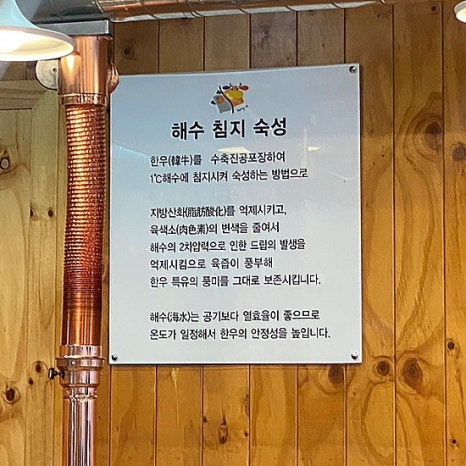 해수 침지 숙성
한우(韓牛)를 수축진공포장하여
1℃해수에 침지시켜 숙성하는 빙법으로
지방산화(脂肪酸化)를 억제시키고,
육색소(肉色素)의 변색을 줄여서
해수의 2차압력으로 인한 드립의 발생을
억제시킴으로 육즙이 풍부해
한우 특유의 풍미를 그대로 보존시킵니다.
해수(海水)는 공기보다 열효율이 좋으므로
온도가 일정해서 한우의 안정성을 높입니다.